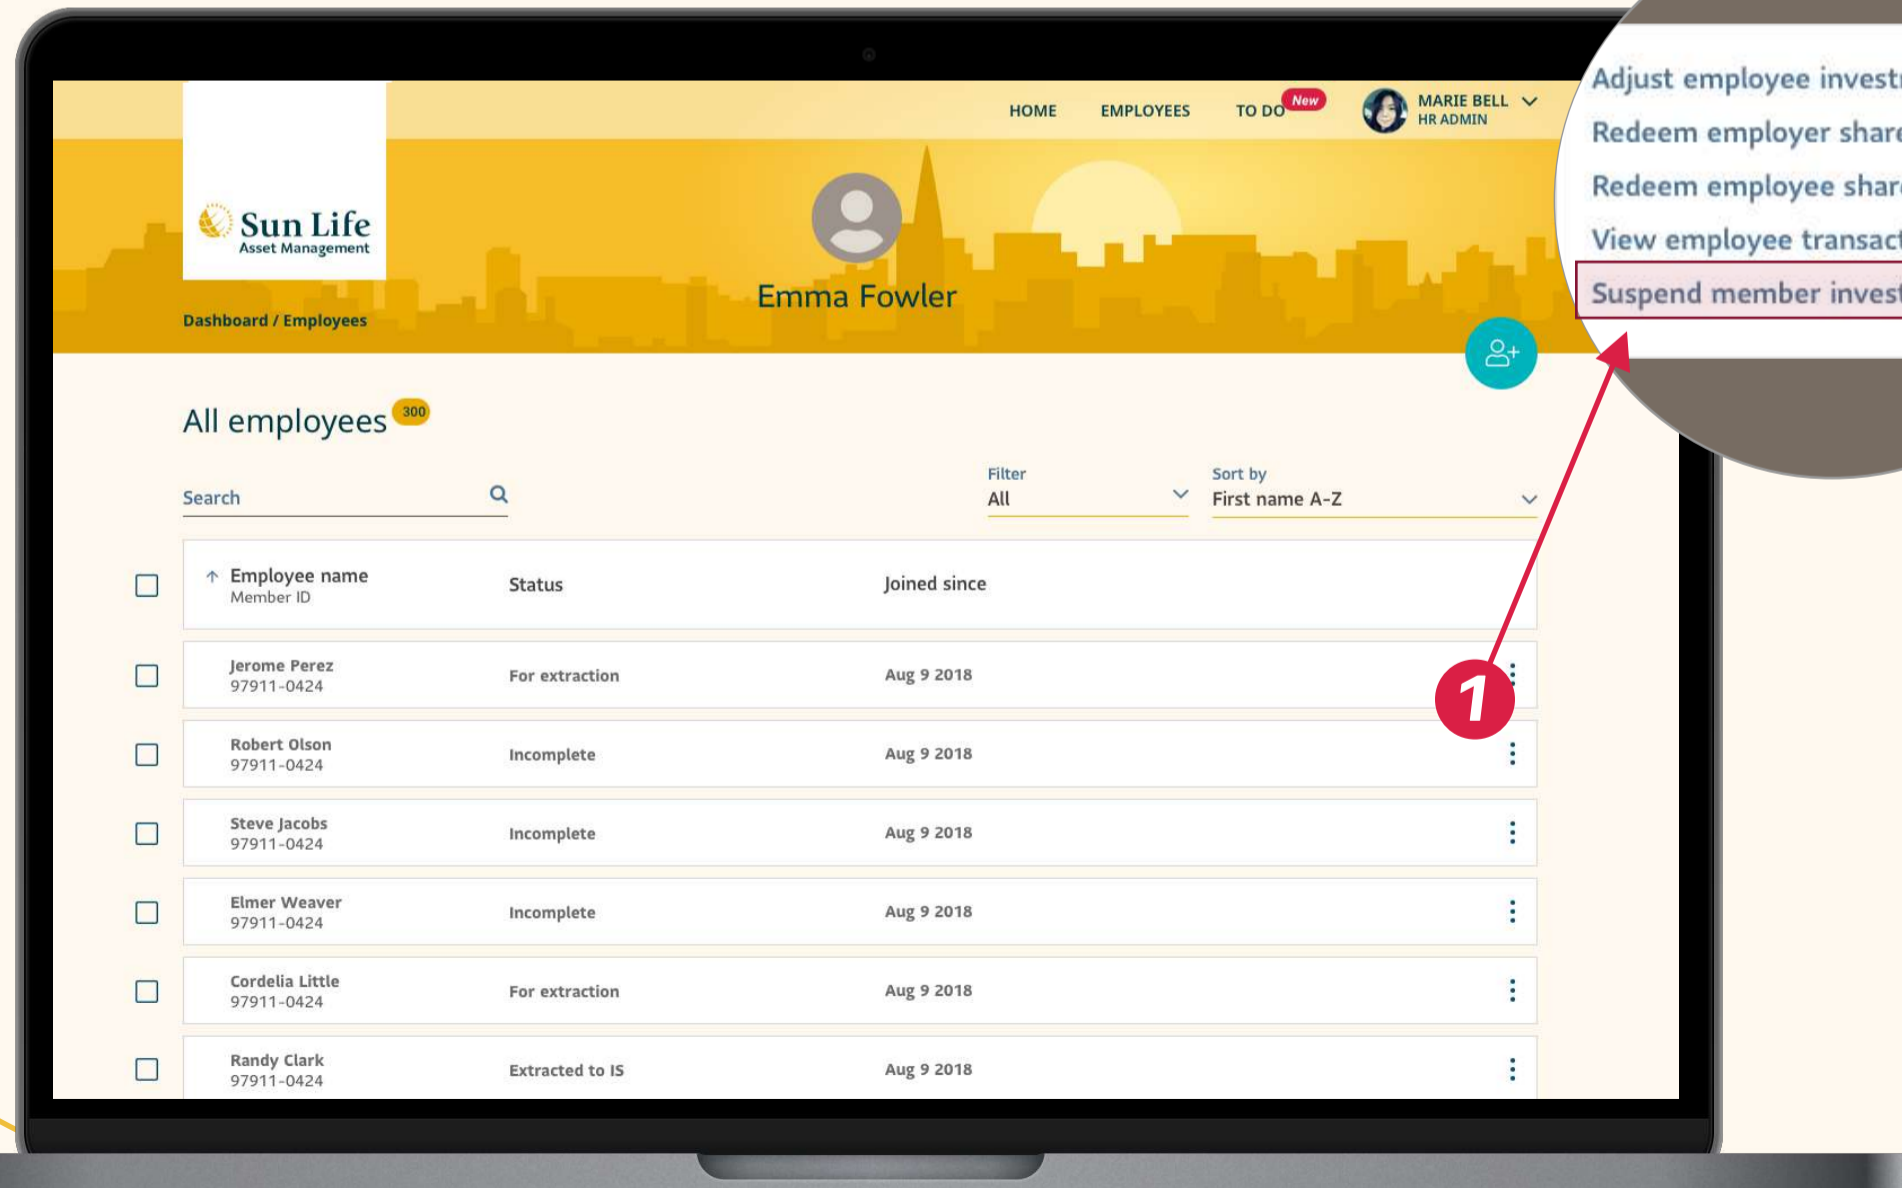 HOME EMPLOYEES TO DO New MARIE BELL
HR ADMIN
Sun Life
Asset Management
Emma Fowler
Dashboard / Employees
All employees 300
Search
Filter
All
Sort by
First name A-Z
Employee name
Member ID
Status
Joined since
Jerome Perez
97911-0424
For extraction
Aug 9 2018
Robert Olson
97911-0424
Incomplete
Aug 9 2018
Steve Jacobs
97911-0424
Incomplete
Aug 9 2018
Elmer Weaver
97911-0424
Incomplete
Aug 9 2018
Cordelia Little
97911-0424
For extraction
Aug 9 2018
Randy Clark
97911-0424
Extracted to IS
Aug 9 2018
Adjust employee
Redeem employer
Redeem employee
View employee
Suspend member
1